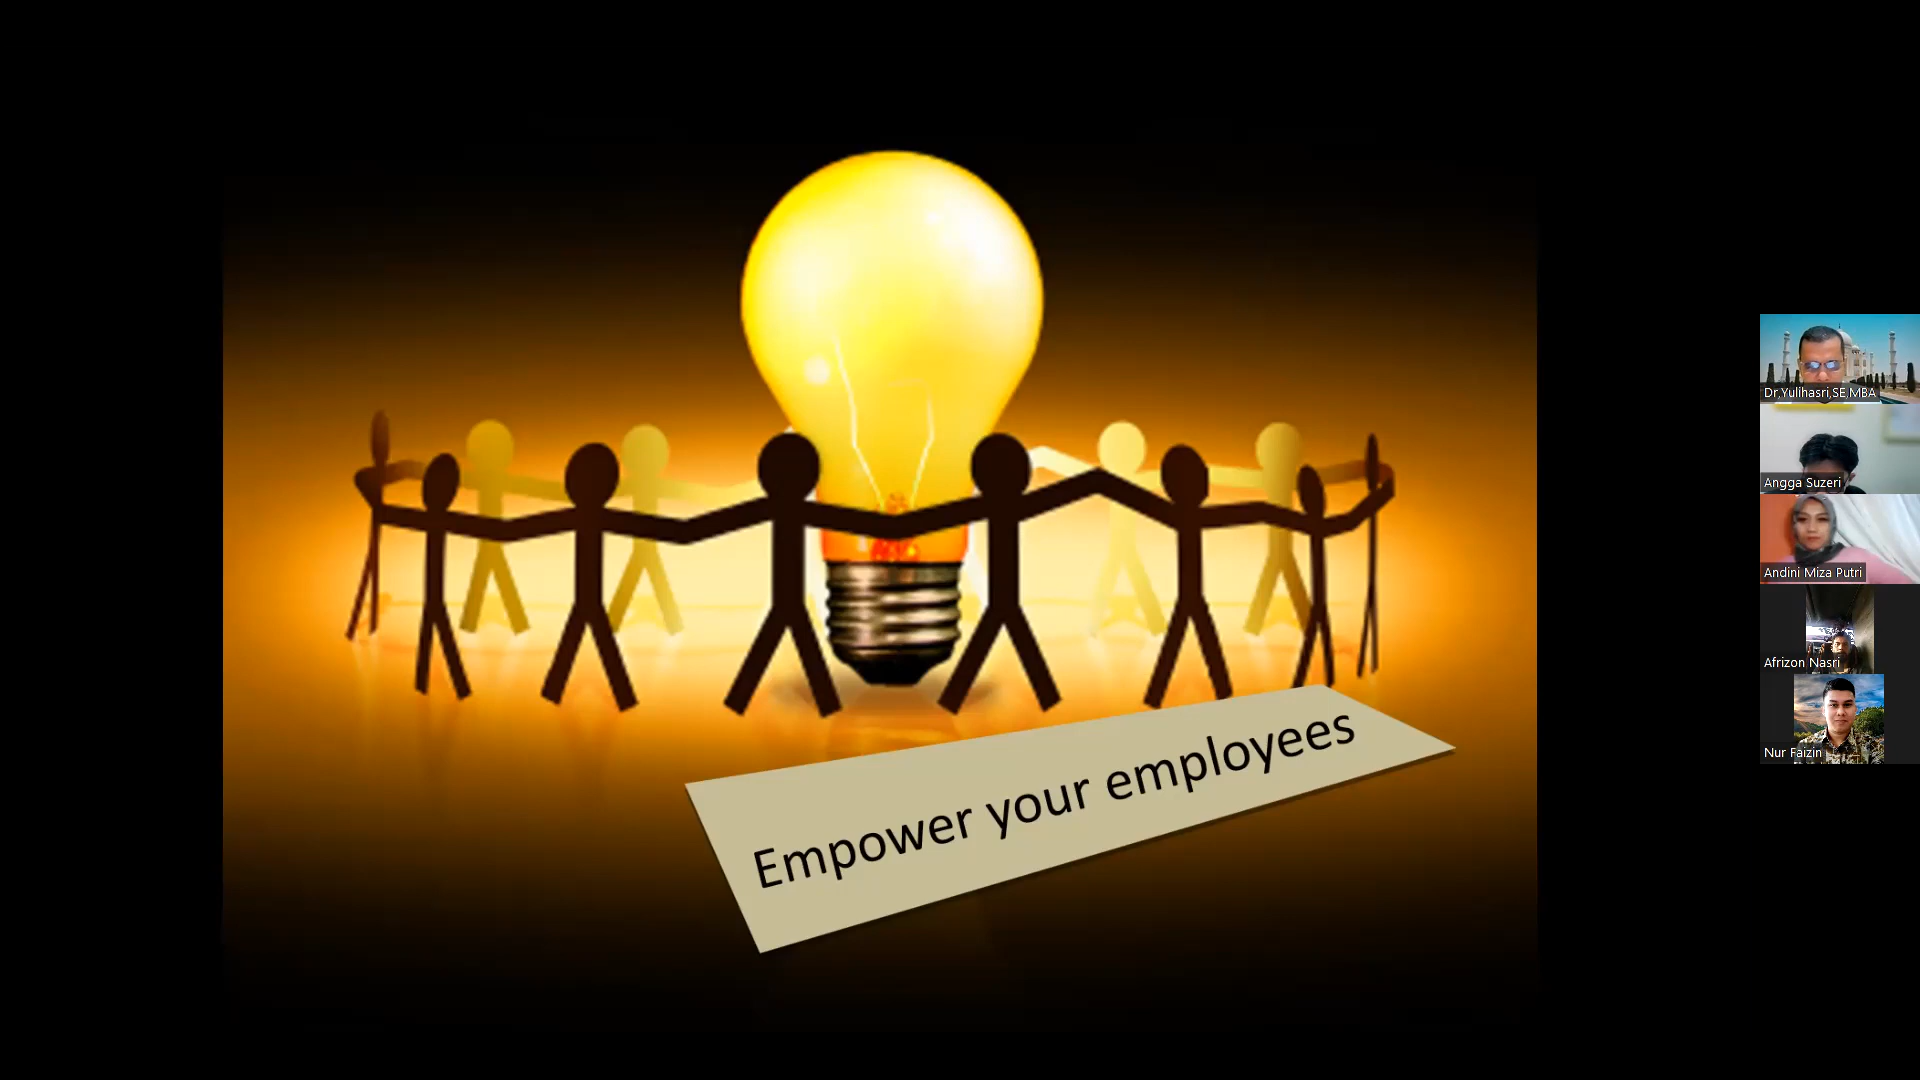 Empower your employees
Dr,Yulihasri,SE,MBA
Angga Suzeri
Andini Miza Putri
Afrizon Nasri
Nur Faizin